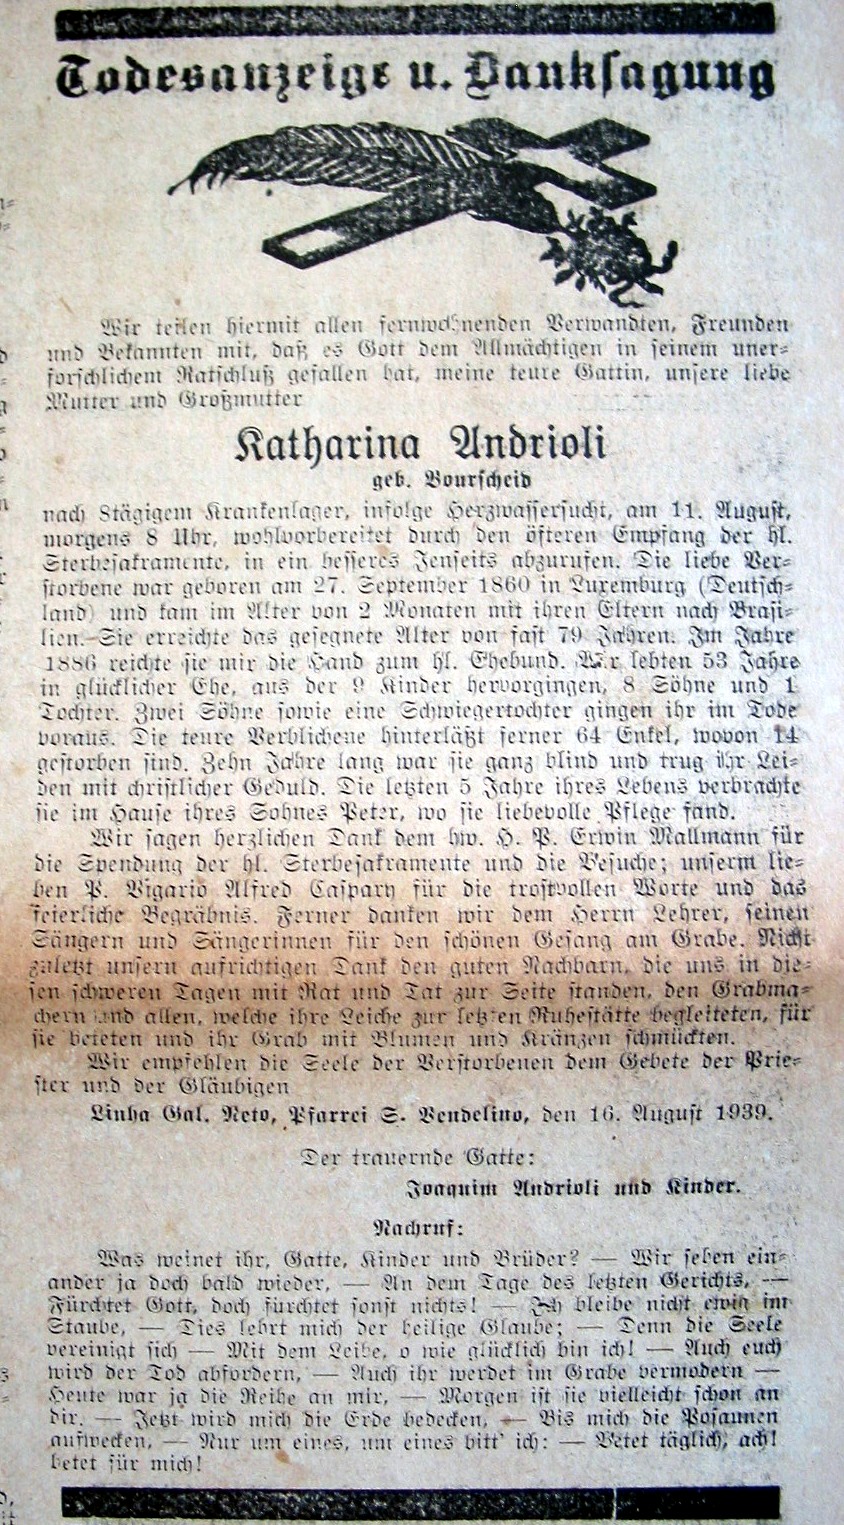 Todesanzeige u. Danksagung
Wir teilen hiermit allen fernwohnenden Verwandten, Freunden
und Bekannten mit, daß es Gott dem Allmächtigen in seinem uner-
forschlichem Ratschluß gefallen hat, meine teure Gattin, unsere liebe
Mutter und Großmutter
Katharina Andrioli
geb. Bourscheid
nach 8tägigem Krankenlager, infolge Herzwassersucht, am 11. August,
morgens 8 Uhr, wohlvorbereitet durch den öfteren Empfang der hl.
Sterbesakramente, in ein besseres Jenseits abzurufen. Die liebe Ver-
storbene war geboren am 27. September 1860 in Luxemburg (Deutsch-
land) und kam im Alter von 2 Monaten mit ihren Eltern nach Brasi-
lien. Sie erreichte das gesegnete Alter von fast 79 Jahren. Im Jahre
1886 reichte sie mir die Hand zum hl. Ehebund. Wir lebten 53 Jahre
in glücklicher Ehe, aus der 9 Kinder hervorgingen, 8 Söhne und 1
Tochter. Zwei Söhne sowie eine Schwiegertochter gingen ihr im Tode
voraus. Die teure Verblichene hinterläßt ferner 64 Enkel, wovon 14
gestorben sind. Zehn Jahre lang war sie ganz blind und trug ihr Lei-
den mit christlicher Geduld. Die letzten 5 Jahre ihres Lebens verbrachte
sie im Hause ihres Sohnes Peter, wo sie liebevolle Pflege fand.
Wir sagen herzlichen Dank dem hw. H. P. Erwin Mallmann für
die Spendung der hl. Sterbesakramente und die Besuche; unserm lie-
ben P. Vigario Alfred Caspary für die trostvollen Worte und das
feierliche Begräbnis. Ferner danken wir dem Herrn Lehrer, seinen
Sängern und Sängerinnen für den schönen Gesang am Grabe. Nicht
zuletzt unsern aufrichtigen Dank den guten Nachbarn, die uns in die-
sen schweren Tagen mit Rat und Tat zur Seite standen, den Grabma-
chern und allen, welche ihre Leiche zur letzten Ruhestätte begleiteten, für
sie beteten und ihr Grab mit Blumen und Kränzen schmückten.
Wir empfehlen die Seele der Verstorbenen dem Gebete der Prie-
ster und der Gläubigen
Linha Gal. Neto, Pfarrei S. Vendelino, den 16. August 1939.
Der trauernde Gatte:
Joaquim Andrioli und Kinder.
Nachruf:
Was weinet ihr, Gatte, Kinder und Brüder? — Wir sehen ein-
ander ja doch bald wieder, — An dem Tage des letzten Gerichts, —
Fürchtet Gott, doch fürchtet sonst nichts! — Ich bleibe nicht ewig im
Staube, — Dies lehrt mich der heilige Glaube; — Denn die Seele
vereinigt sich — Mit dem Leibe, o wie glücklich bin ich! — Auch euch
wird der Tod abfordern, — Auch ihr werdet im Grabe vermodern —
Heute war ja die Reihe an mir, — Morgen ist sie vielleicht schon an
dir. — Jetzt wird mich die Erde bedecken, — Bis mich die Posaunen
aufwecken, — Nur um eines, um eines bitt' ich: — Betet täglich, ach!
betet für mich!